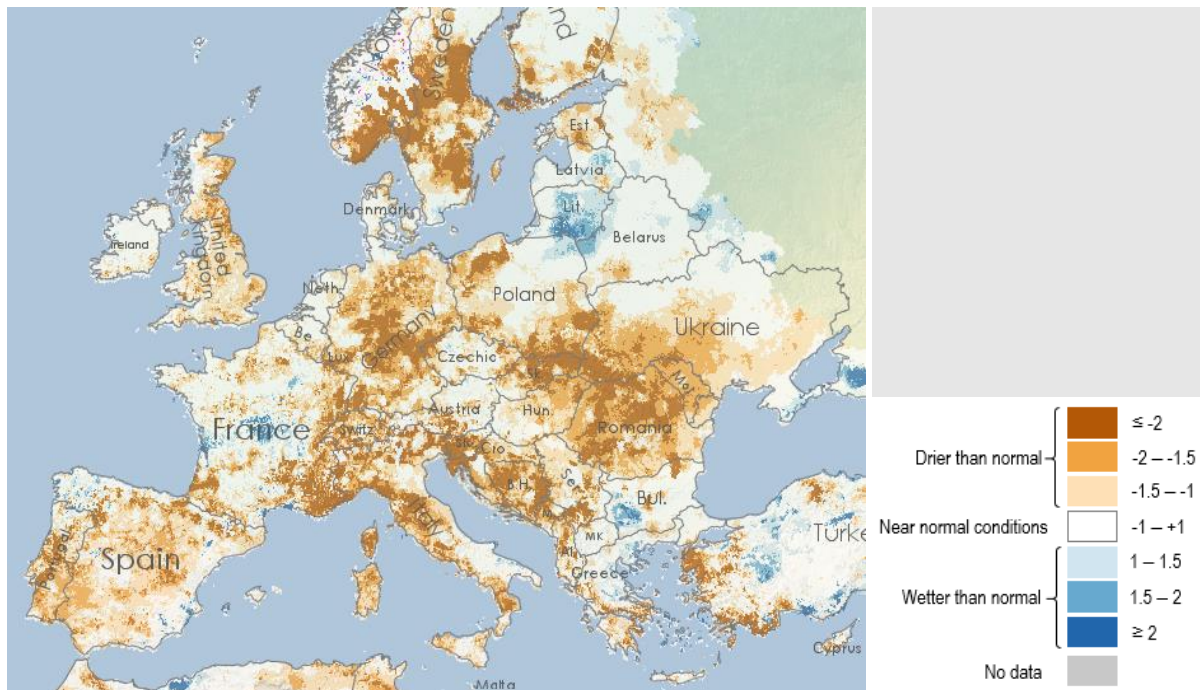 Norw
Sweden
Est.
Latvia
Lit.
Denmark
Belarus
Ireland
United
Kingdom
Neth.
Poland
Be.
Ukraine
Lux.
Germany
Czechic
Mol.
Austria
Hun.
France
Switz
Romania
Cro
B.H.
Ser.
Bul.
Italy
Spain
Portugal
MK
Al.
Greece
Turke
Cyprus
Malta
Drier than normal
≤ -2
-2 – -1.5
-1.5 – -1
Near normal conditions
-1 – +1
Wetter than normal
1 – 1.5
1.5 – 2
≥ 2
No data